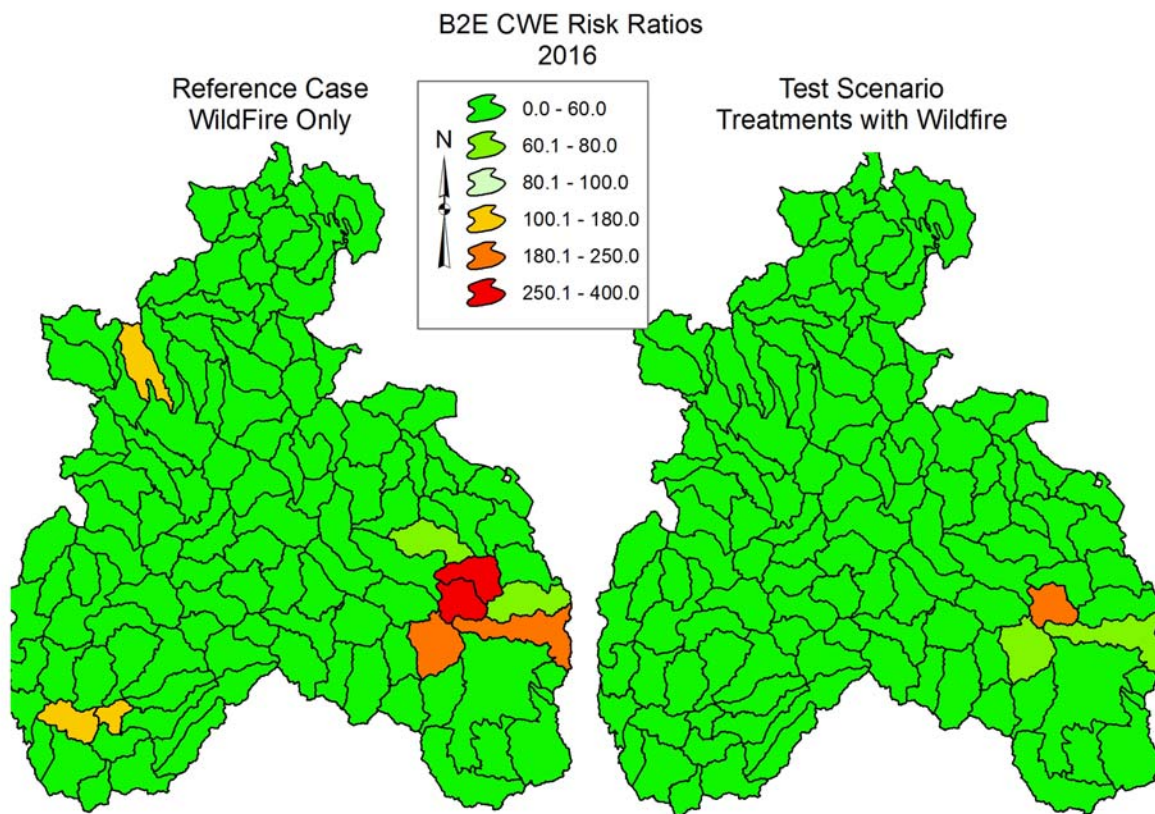 B2E CWE Risk Ratios
2016
Reference Case
WildFire Only
N
0.0 - 60.0
60.1 - 80.0
80.1 - 100.0
100.1 - 180.0
180.1 - 250.0
250.1 - 400.0
Test Scenario
Treatments with Wildfire